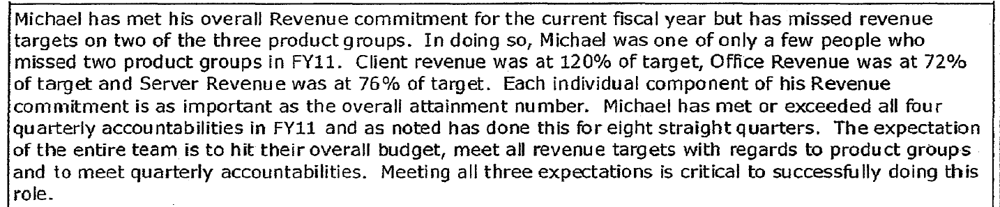 Michael has met his overall Revenue commitment for the current fiscal year but has missed revenue
targets on two of the three product groups. In doing so, Michael was one of only a few people who
missed two product groups in FY11. Client revenue was at 120% of target, Office Revenue was at 72%
of target and Server Revenue was at 76% of target. Each individual component of his Revenue
commitment is as important as the overall attainment number. Michael has met or exceeded all four
quarterly accountabilities in FY11 and as noted has done this for eight straight quarters. The expectation
of the entire team is to hit their overall budget, meet all revenue targets with regards to product groups
and to meet quarterly accountabilities. Meeting all three expectations is critical to successfully doing this
role.